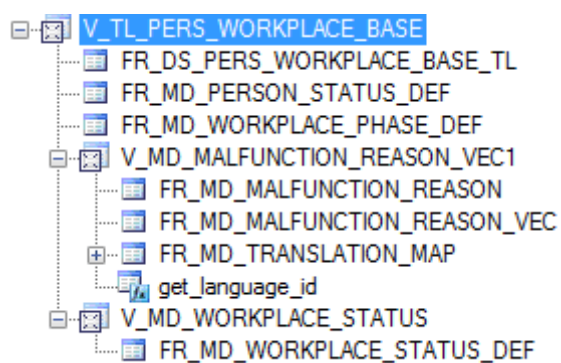 V_TL_PERS_WORKPLACE_BASE
FR_DS_PERS_WORKPLACE_BASE_TL
FR_MD_PERSON_STATUS_DEF
FR_MD_WORKPLACE_PHASE_DEF
V_MD_MALFUNCTION_REASON_VEC1
FR_MD_MALFUNCTION_REASON
FR_MD_MALFUNCTION_REASON_VEC
FR_MD_TRANSLATION_MAP
get_language_id
V_MD_WORKPLACE_STATUS
FR_MD_WORKPLACE_STATUS_DEF